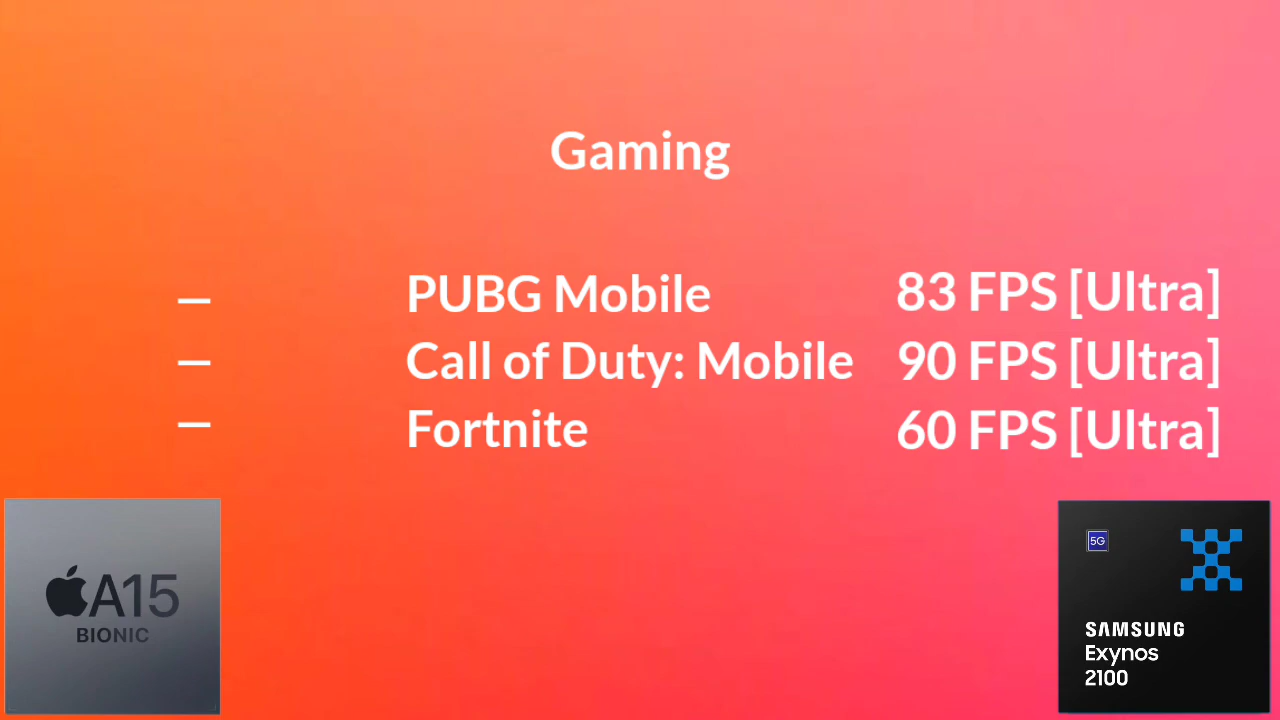 Gaming
– PUBG Mobile 83 FPS [Ultra]
– Call of Duty: Mobile 90 FPS [Ultra]
– Fortnite 60 FPS [Ultra]
A15
BIONIC
5G
SAMSUNG
Exynos
2100